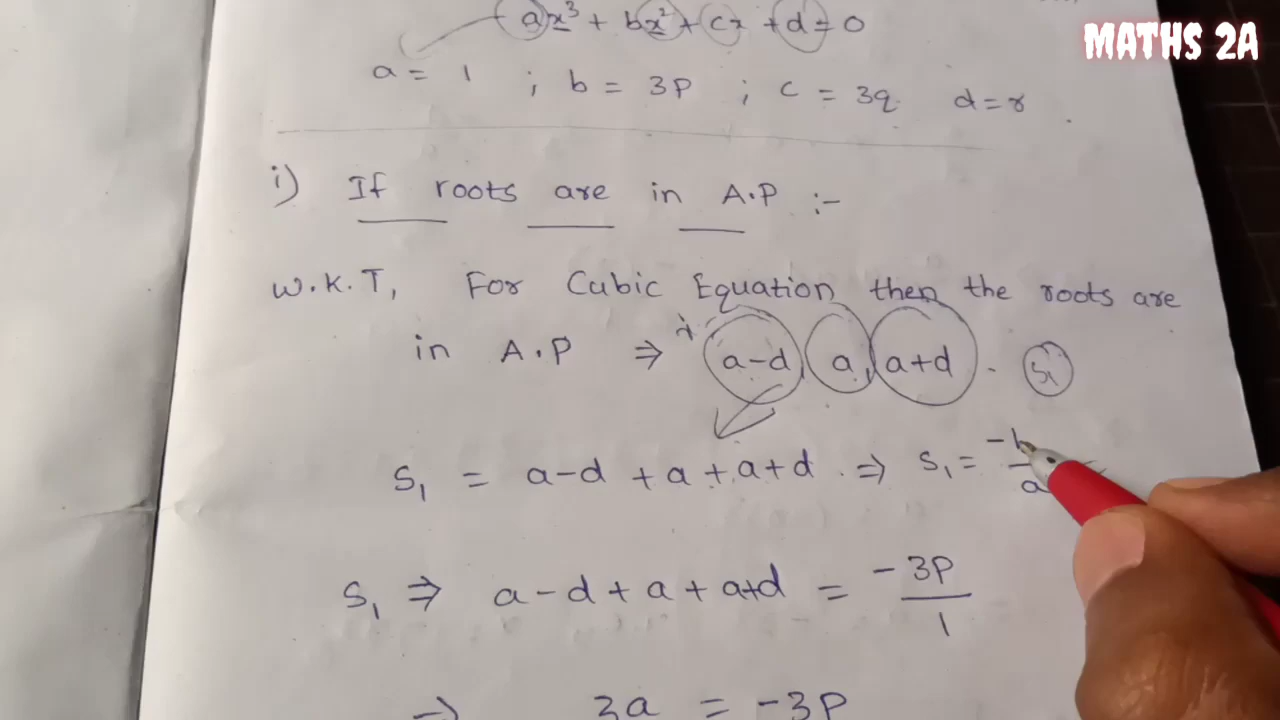 ax³ + bx² + cx + d = 0
MATHS 2A
a = 1 ; b = 3p ; c = 3q d = r
i) If roots are in A.P :-
W.K.T, For Cubic Equation then the roots are
in A.P ⇒ a-d, a, a+d. S₁
S₁ = a-d + a + a+d. ⇒ S₁ = -b/a
S₁ ⇒ a-d + a + a+d = -3p/1
⇒ 3a = -3p